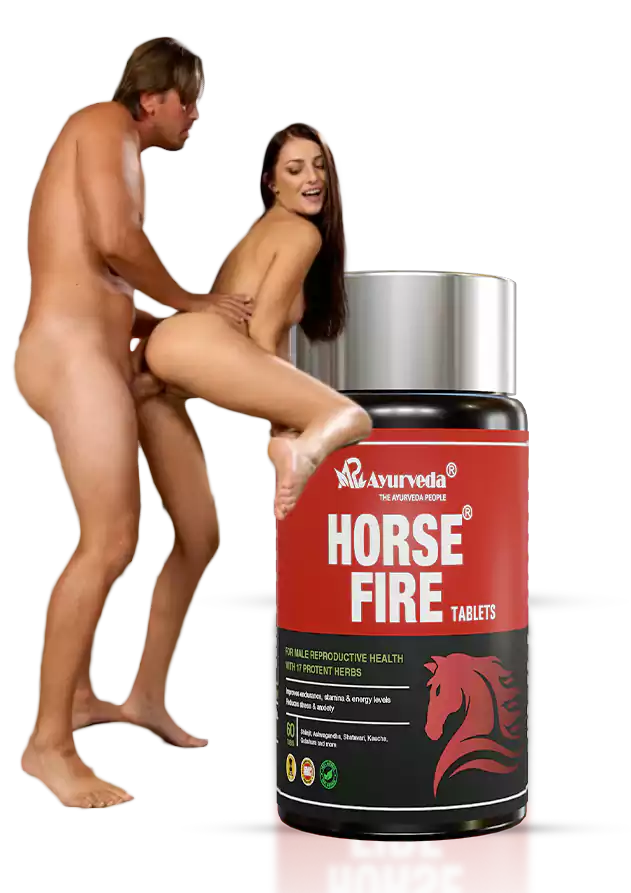 Ayurveda®
THE AYURVEDA PEOPLE
HORSE®
FIRE TABLETS
FOR MALE REPRODUCTIVE HEALTH
WITH 17 PROTENT HERBS
Improves endurance, stamina & energy levels
Reduces stress & anxiety
60
Shilajit, Ashwagandha, Shatavari, Kaucha,
Gokshura and more